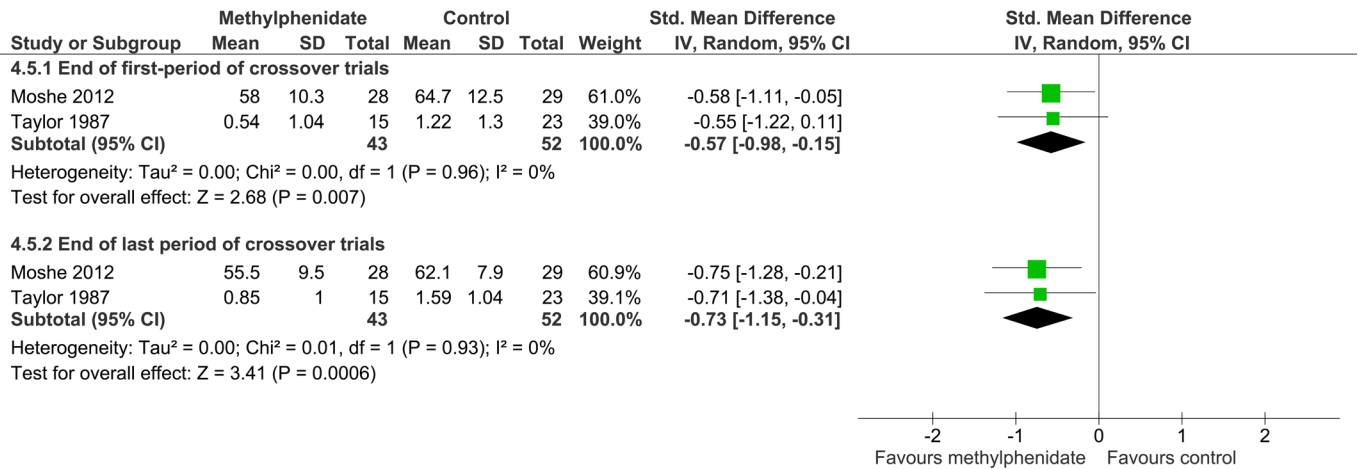 Methylphenidate Control Std. Mean Difference Std. Mean Difference
Study or Subgroup Mean SD Total Mean SD Total Weight IV, Random, 95% CI IV, Random, 95% CI
4.5.1 End of first-period of crossover trials
Moshe 2012 58 10.3 28 64.7 12.5 29 61.0% -0.58 [-1.11, -0.05]
Taylor 1987 0.54 1.04 15 1.22 1.3 23 39.0% -0.55 [-1.22, 0.11]
Subtotal (95% CI) 43 52 100.0% -0.57 [-0.98, -0.15]
Heterogeneity: Tau² = 0.00; Chi² = 0.00, df = 1 (P = 0.96); I² = 0%
Test for overall effect: Z = 2.68 (P = 0.007)
4.5.2 End of last period of crossover trials
Moshe 2012 55.5 9.5 28 62.1 7.9 29 60.9% -0.75 [-1.28, -0.21]
Taylor 1987 0.85 1 15 1.59 1.04 23 39.1% -0.71 [-1.38, -0.04]
Subtotal (95% CI) 43 52 100.0% -0.73 [-1.15, -0.31]
Heterogeneity: Tau² = 0.00; Chi² = 0.01, df = 1 (P = 0.93); I² = 0%
Test for overall effect: Z = 3.41 (P = 0.0006)
-2 -1 0 1 2
Favours methylphenidate Favours control